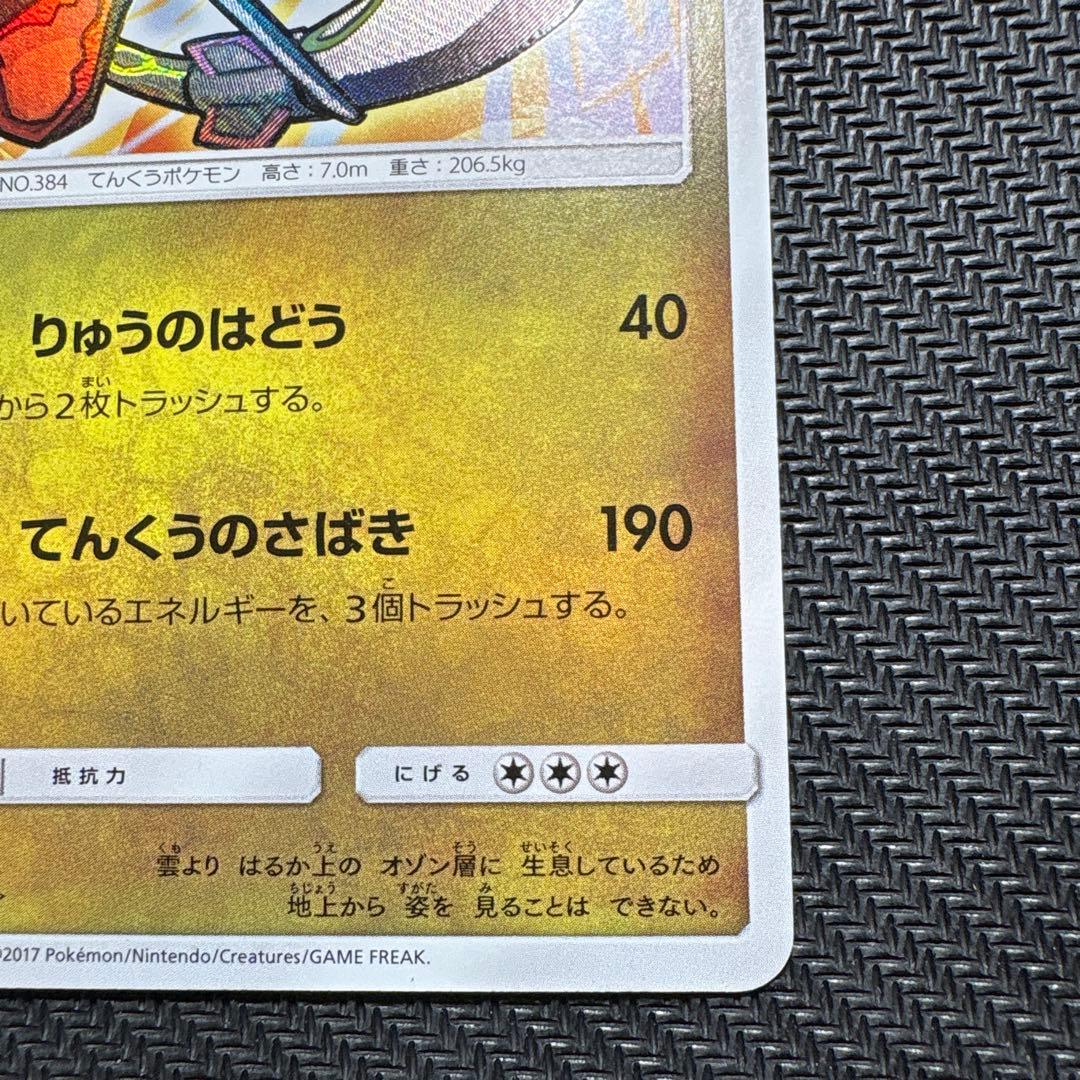 NO.384 てんくうポケモン 高さ：7.0m 重さ：206.5kg
りゅうのはどう 40
から2枚トラッシュする。
てんくうのさばき 190
いているエネルギーを、3個トラッシュする。
抵抗力 にげる
雲より はるか上の オゾン層に 生息しているため
地上から 姿を 見ることは できない。
©2017 Pokémon/Nintendo/Creatures/GAME FREAK.